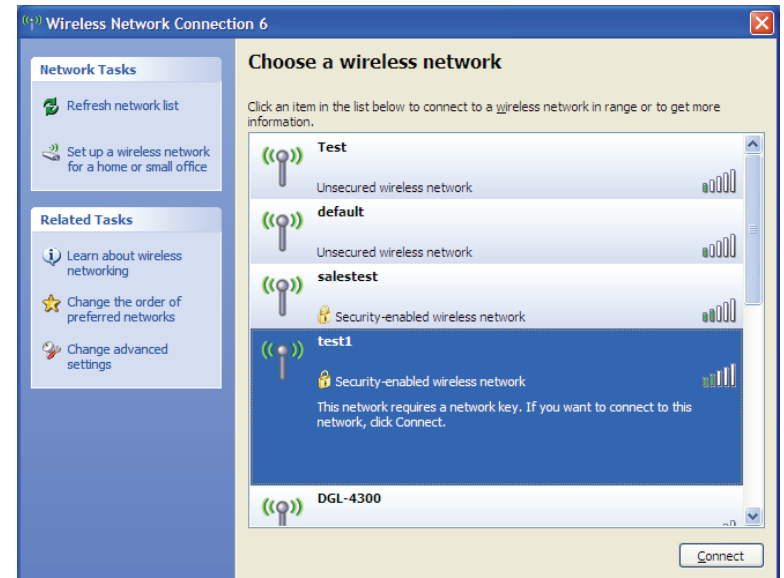 Wireless Network Connection 6
Network Tasks
Refresh network list
Set up a wireless network
for a home or small office
Related Tasks
Learn about wireless
networking
Change the order of
preferred networks
Change advanced
settings
Choose a wireless network
Click an item in the list below to connect to a wireless network in range or to get more
information.
Test
Unsecured wireless network
default
Unsecured wireless network
salestest
Security-enabled wireless network
test1
Security-enabled wireless network
This network requires a network key. If you want to connect to this
network, click Connect.
DGL-4300
Connect